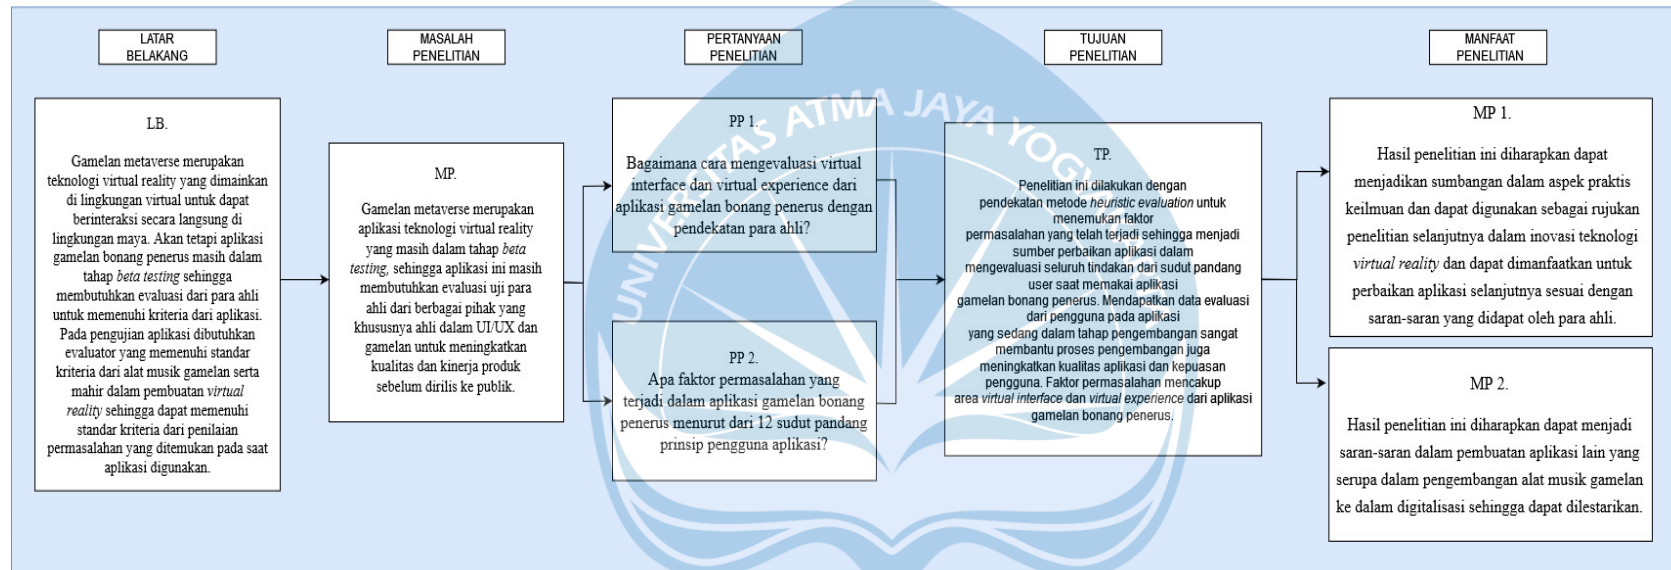 LATAR
BELAKANG
MASALAH
PENELITIAN
PERTANYAAN
PENELITIAN
TUJUAN
PENELITIAN
MANFAAT
PENELITIAN
LB.
Gamelan metaverse merupakan
teknologi virtual reality yang dimainkan
di lingkungan virtual untuk dapat
berinteraksi secara langsung di
lingkungan maya. Akan tetapi aplikasi
gamelan bonang penerus masih dalam
tahap beta testing sehingga
membutuhkan evaluasi dari para ahli
untuk memenuhi kriteria dari aplikasi.
Pada pengujian aplikasi dibutuhkan
evaluator yang memenuhi standar
kriteria dari alat musik gamelan serta
mahir dalam pembuatan virtual
reality sehingga dapat memenuhi
standar kriteria dari penilaian
permasalahan yang ditemukan pada saat
aplikasi digunakan.
MP.
Gamelan metaverse merupakan
aplikasi teknologi virtual reality
yang masih dalam tahap beta
testing, sehingga aplikasi ini masih
membutuhkan evaluasi uji para
ahli dari berbagai pihak yang
khususnya ahli dalam UI/UX dan
gamelan untuk meningkatkan
kualitas dan kinerja produk
sebelum dirilis ke publik.
PP 1.
Bagaimana cara mengevaluasi virtual
interface dan virtual experience dari
aplikasi gamelan bonang penerus dengan
pendekatan para ahli?
PP 2.
Apa faktor permasalahan yang
terjadi dalam aplikasi gamelan bonang
penerus menurut dari 12 sudut pandang
prinsip pengguna aplikasi?
TP.
Penelitian ini dilakukan dengan
pendekatan metode heuristic evaluation untuk
menemukan faktor
permasalahan yang telah terjadi sehingga menjadi
sumber perbaikan aplikasi dalam
mengevaluasi seluruh tindakan dari sudut pandang
user saat memakai aplikasi
gamelan bonang penerus. Mendapatkan data evaluasi
dari pengguna pada aplikasi
yang sedang dalam tahap pengembangan sangat
membantu proses pengembangan juga
meningkatkan kualitas aplikasi dan kepuasan
pengguna. Faktor permasalahan mencakup
area virtual interface dan virtual experience dari aplikasi
gamelan bonang penerus.
MP 1.
Hasil penelitian ini diharapkan dapat
menjadikan sumbangan dalam aspek praktis
keilmuan dan dapat digunakan sebagai rujukan
penelitian selanjutnya dalam inovasi teknologi
virtual reality dan dapat dimanfaatkan untuk
perbaikan aplikasi selanjutnya sesuai dengan
saran-saran yang didapat oleh para ahli.
MP 2.
Hasil penelitian ini diharapkan dapat menjadi
saran-saran dalam pembuatan aplikasi lain yang
serupa dalam pengembangan alat musik gamelan
ke dalam digitalisasi sehingga dapat dilestarikan.
UNIVERSITAS ATMA JAYA YOGYAKARTA